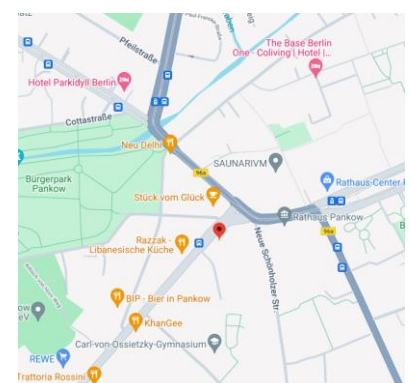 Pfeilstraße
The Base Berlin
One - Coliving | Hotel |...
Hotel Parkidyll Berlin
Cottastraße
Neu Delhi
96a
SAUNARIVM
Bürgerpark
Pankow
Stück vom Glück
Rathaus-Center
Rathaus Pankow
96a
Razzak -
Libanesische Küche
Neue Schönholzer Str.
BIP - Bier in Pankow
KhanGee
Carl-von-Ossietzky-Gymnasium
REWE
Trattoria Rossini